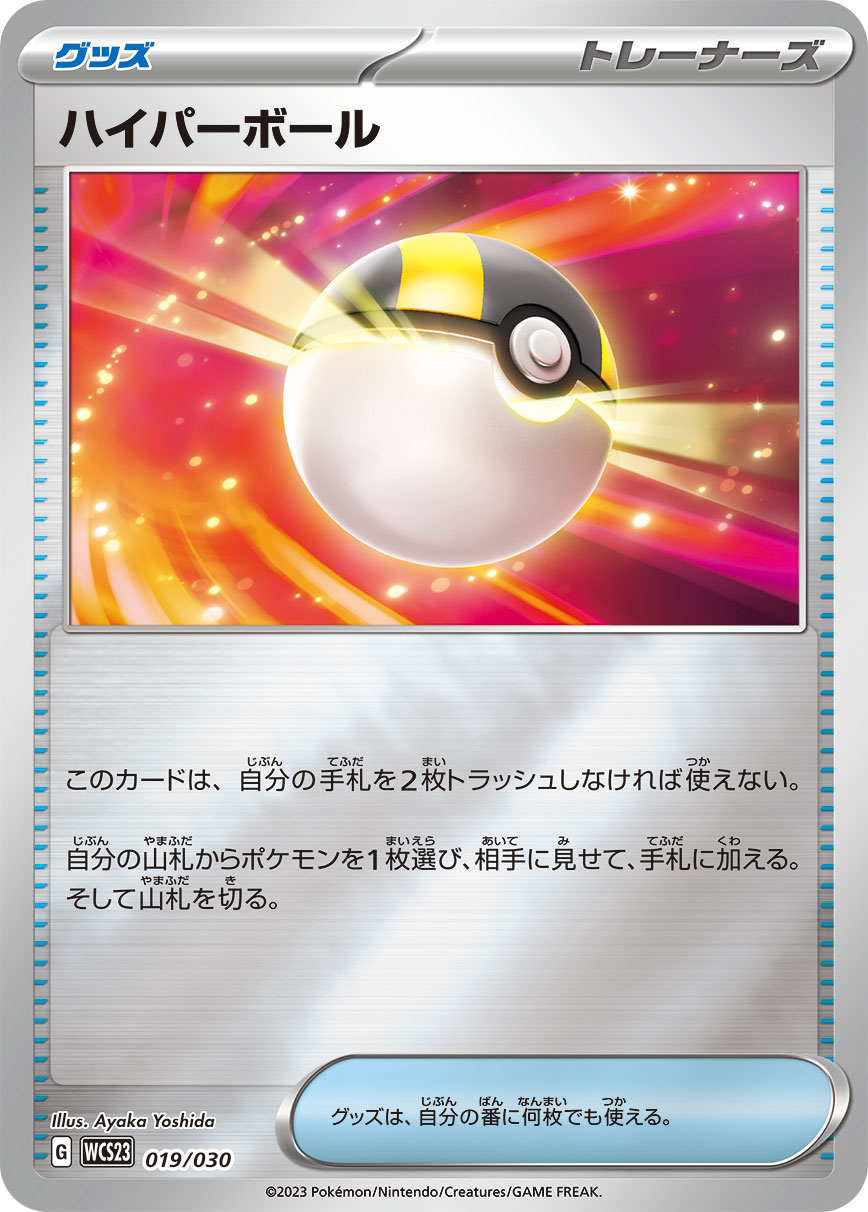 グッズ
トレーナーズ
ハイパーボール
このカードは、自分の手札を2枚トラッシュしなければ使えない。
自分の山札からポケモンを1枚選び、相手に見せて、手札に加える。
そして山札を切る。
グッズは、自分の番に何枚でも使える。
Illus. Ayaka Yoshida
G WCS23 019/030
©2023 Pokémon/Nintendo/Creatures/GAME FREAK.